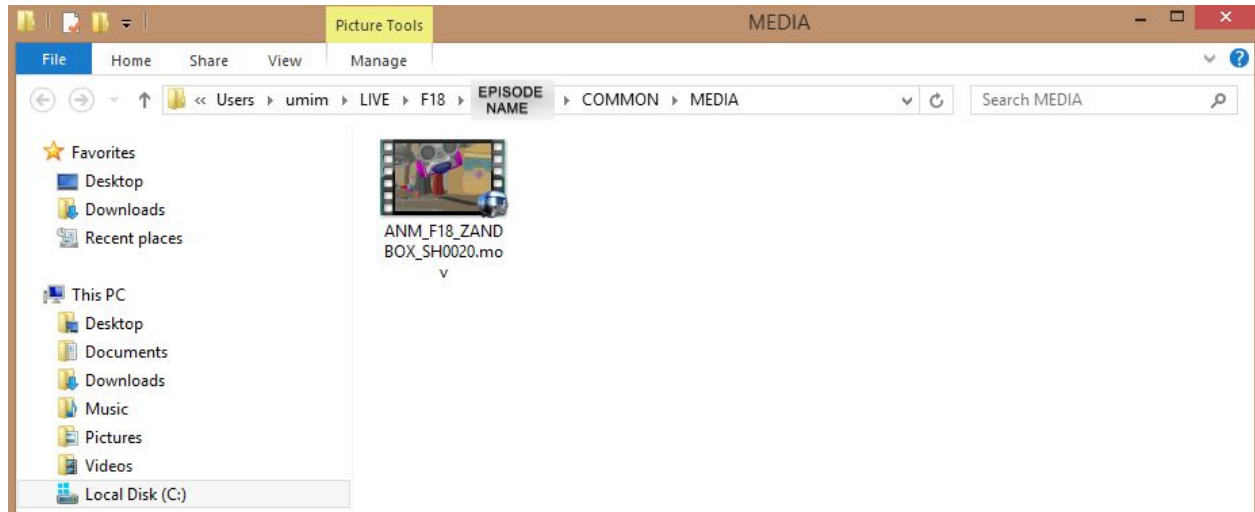 Picture Tools
MEDIA
File
Home
Share
View
Manage
« Users ▸ umim ▸ LIVE ▸ F18 ▸ EPISODE NAME ▸ COMMON ▸ MEDIA
Search MEDIA
Favorites
Desktop
Downloads
Recent places
This PC
Desktop
Documents
Downloads
Music
Pictures
Videos
Local Disk (C:)
ANM_F18_ZAND
BOX_SH0020.mo
v